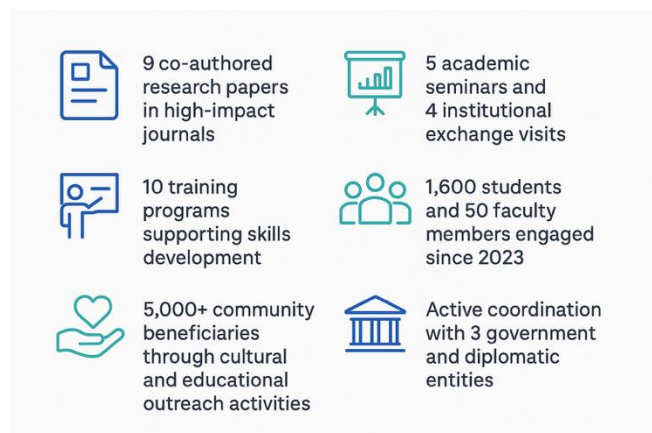 9 co-authored
research papers
in high-impact
journals
5 academic
seminars and
4 institutional
exchange visits
10 training
programs
supporting skills
development
1,600 students
and 50 faculty
members engaged
since 2023
5,000+ community
beneficiaries
through cultural
and educational
outreach activities
Active coordination
with 3 government
and diplomatic
entities